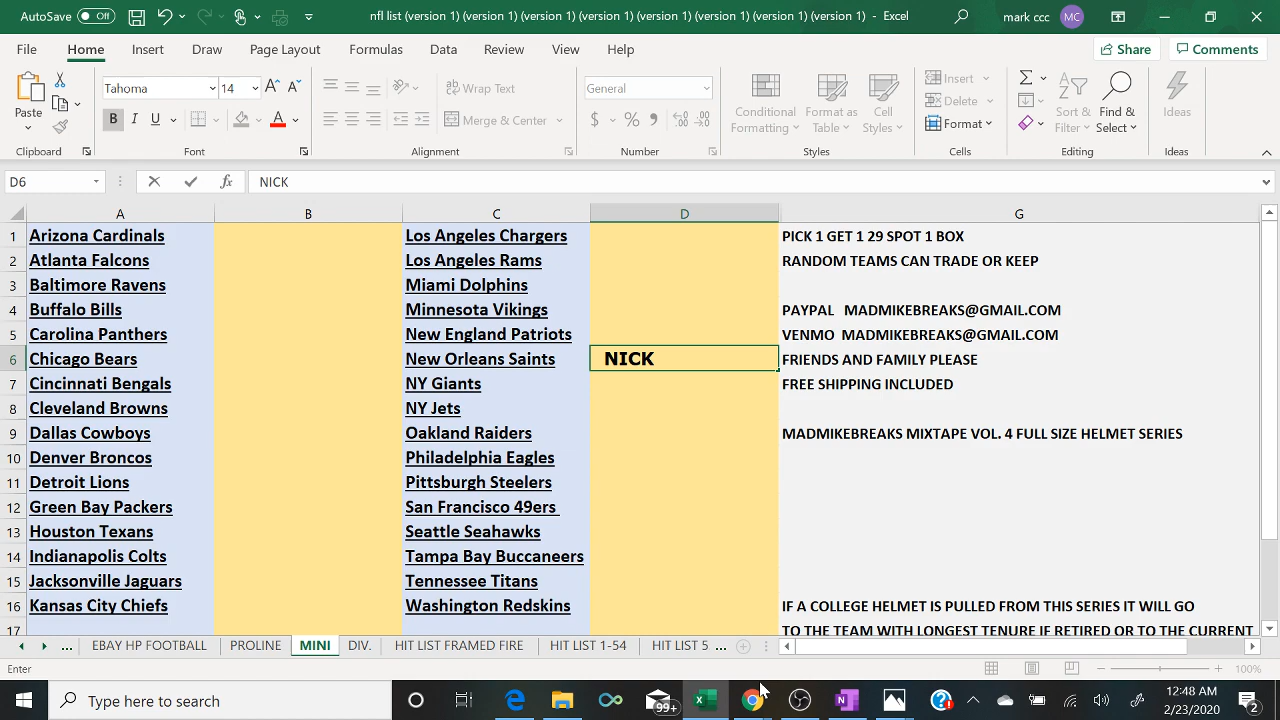 AutoSave Off nfl list (version 1) (version 1) (version 1) (version 1) (version 1) (version 1) (version 1) - Excel mark ccc MC
File Home Insert Draw Page Layout Formulas Data Review View Help Share Comments
Paste Tahoma 14 A A ab Wrap Text General Conditional Formatting Format as Table Cell Styles Insert Delete Format Sort & Filter Find & Select Ideas
B I U A Merge & Center $ % 9
Clipboard Font Alignment Number Styles Cells Editing Ideas
D6 fx NICK
A B C D G
1 Arizona Cardinals Los Angeles Chargers PICK 1 GET 1 29 SPOT 1 BOX
2 Atlanta Falcons Los Angeles Rams RANDOM TEAMS CAN TRADE OR KEEP
3 Baltimore Ravens Miami Dolphins
4 Buffalo Bills Minnesota Vikings PAYPAL MADMIKEBREAKS@GMAIL.COM
5 Carolina Panthers New England Patriots VENMO MADMIKEBREAKS@GMAIL.COM
6 Chicago Bears New Orleans Saints NICK FRIENDS AND FAMILY PLEASE
7 Cincinnati Bengals NY Giants FREE SHIPPING INCLUDED
8 Cleveland Browns NY Jets
9 Dallas Cowboys Oakland Raiders MADMIKEBREAKS MIXTAPE VOL. 4 FULL SIZE HELMET SERIES
10 Denver Broncos Philadelphia Eagles
11 Detroit Lions Pittsburgh Steelers
12 Green Bay Packers San Francisco 49ers
13 Houston Texans Seattle Seahawks
14 Indianapolis Colts Tampa Bay Buccaneers
15 Jacksonville Jaguars Tennessee Titans
16 Kansas City Chiefs Washington Redskins IF A COLLEGE HELMET IS PULLED FROM THIS SERIES IT WILL GO
17 TO THE TEAM WITH LONGEST TENURE IF RETIRED OR TO THE CURRENT
... EBAY HP FOOTBALL PROLINE MINI DIV. HIT LIST FRAMED FIRE HIT LIST 1-54 HIT LIST 5 ...
Enter 100%
Type here to search 99+ 12:48 AM
2/23/2020 2